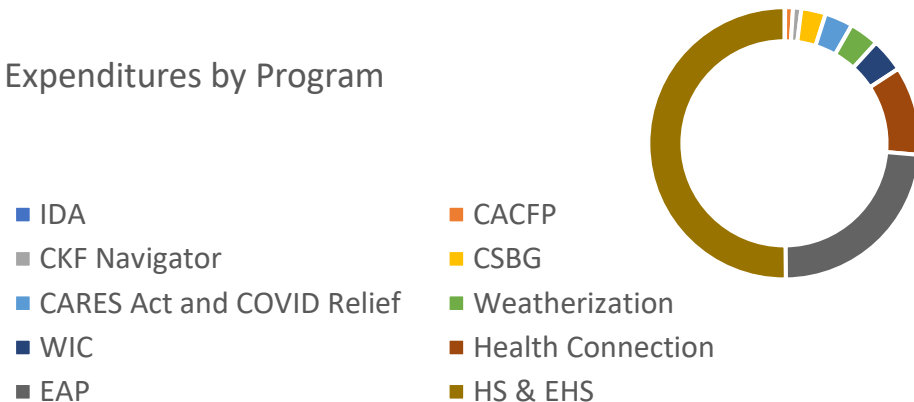 Expenditures by Program
IDA
CACFP
CKF Navigator
CSBG
CARES Act and COVID Relief
Weatherization
WIC
Health Connection
EAP
HS & EHS